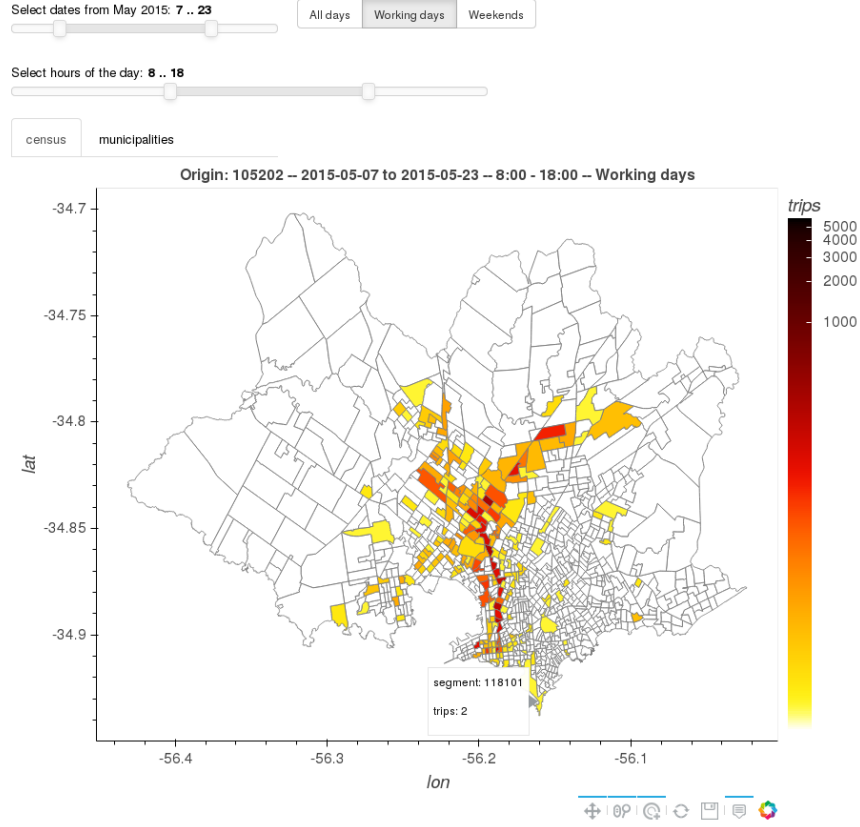 Select dates from May 2015: 7 .. 23
All days
Working days
Weekends
Select hours of the day: 8 .. 18
census
municipalities
Origin: 105202 -- 2015-05-07 to 2015-05-23 -- 8:00 - 18:00 -- Working days
trips
5000
4000
3000
2000
1000
-34.7
-34.75
-34.8
-34.85
-34.9
lat
segment: 118101
trips: 2
-56.4
-56.3
-56.2
-56.1
lon